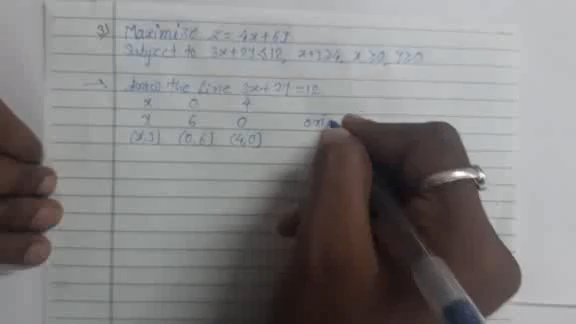 3) Maximise z = 4x+6y
Subject to 3x+2y≤12, x+y≥4, x≥0, y≥0
→ Draw the line 3x+2y=12
x 0 4
y 6 0 ori
(x,y) (0,6) (4,0)